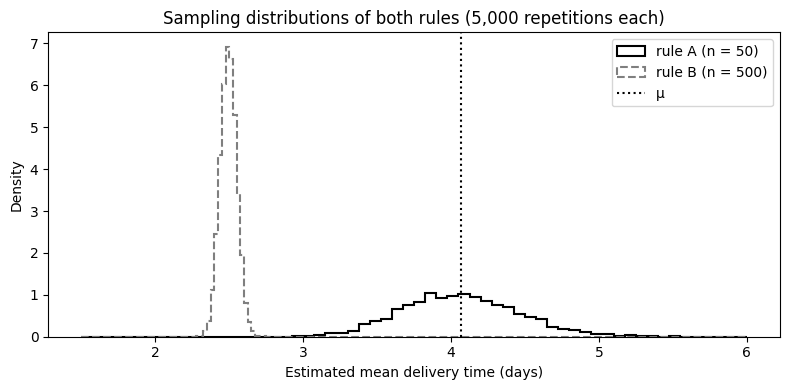 Sampling distributions of both rules (5,000 repetitions each)
rule A (n = 50)
rule B (n = 500)
μ
Density
7
6
5
4
3
2
1
0
2 3 4 5 6
Estimated mean delivery time (days)